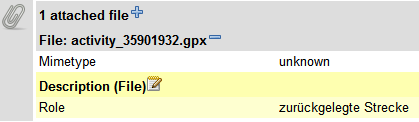 1 attached file
File: activity_35901932.gpx
Mimetype unknown
Description (File)
Role zurückgelegte Strecke